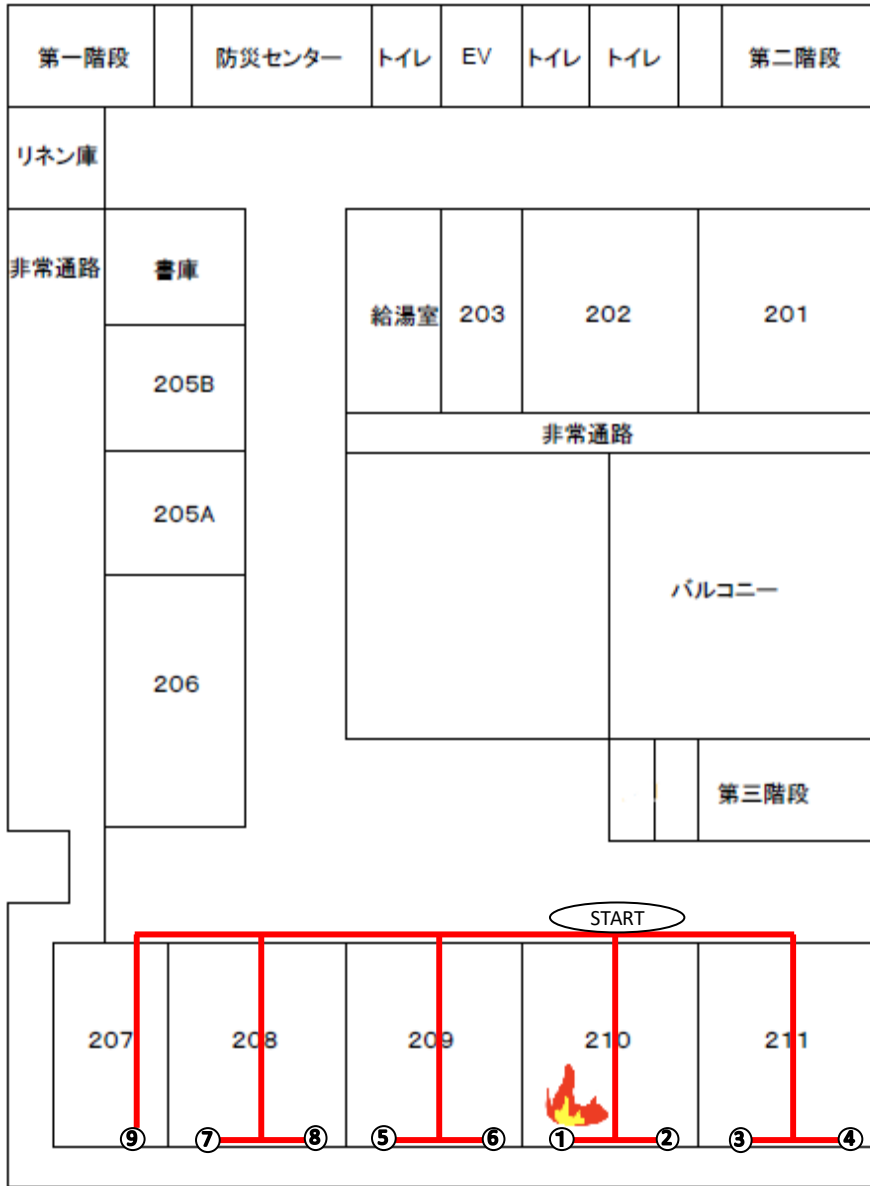 第一階段
防災センター
トイレ
EV
トイレ
トイレ
第二階段
リネン庫
非常通路
書庫
給湯室
203
202
201
205B
非常通路
205A
バルコニー
206
第三階段
START
207
208
209
210
211
⑨
⑦
⑧
⑤
⑥
①
②
③
④